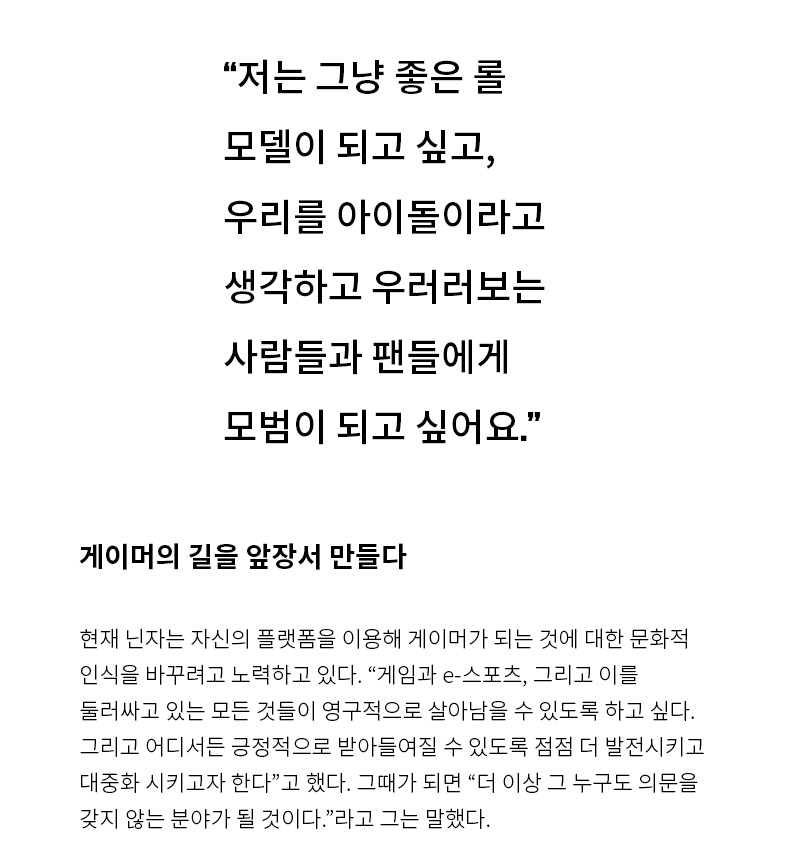 “저는 그냥 좋은 롤
모델이 되고 싶고,
우리를 아이돌이라고
생각하고 우러러보는
사람들과 팬들에게
모범이 되고 싶어요.”
게이머의 길을 앞장서 만들다
현재 닌자는 자신의 플랫폼을 이용해 게이머가 되는 것에 대한 문화적
인식을 바꾸려고 노력하고 있다. “게임과 e-스포츠, 그리고 이를
둘러싸고 있는 모든 것들이 영구적으로 살아남을 수 있도록 하고 싶다.
그리고 어디서든 긍정적으로 받아들여질 수 있도록 점점 더 발전시키고
대중화 시키고자 한다”고 했다. 그때가 되면 “더 이상 그 누구도 의문을
갖지 않는 분야가 될 것이다.”라고 그는 말했다.